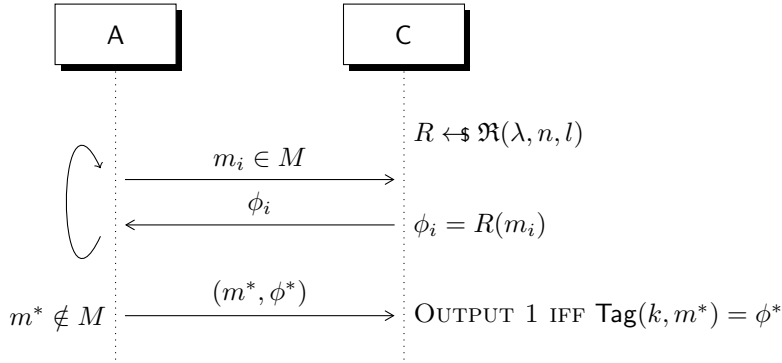 A
C
R ←$ ℜ(λ, n, l)
m_i ∈ M
ϕ_i
ϕ_i = R(m_i)
m* ∉ M
(m*, ϕ*)
OUTPUT 1 IFF Tag(k, m*) = ϕ*